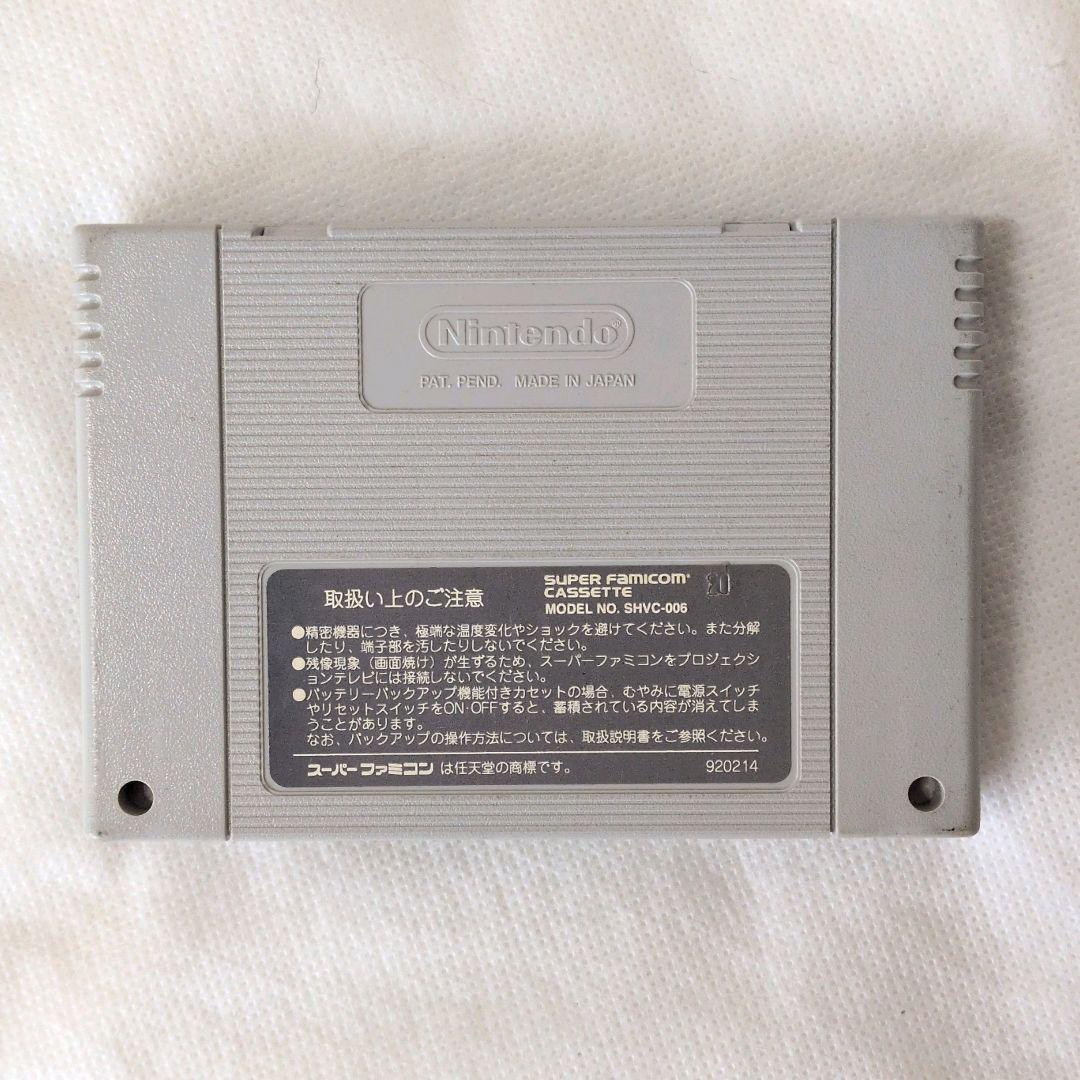 Nintendo®
PAT. PEND. MADE IN JAPAN
取扱い上のご注意
SUPER FAMICOM®
CASSETTE
MODEL NO. SHVC-006
●精密機器につき、極端な温度変化やショックを避けてください。また分解
したり、端子部を汚したりしないでください。
●残像現象（画面焼け）が生ずるため、スーパーファミコンをプロジェクシ
ョンテレビには接続しないでください。
●バッテリーバックアップ機能付きカセットの場合、むやみに電源スイッチ
やリセットスイッチをON·OFFすると、蓄積されている内容が消えてしま
うことがあります。
なお、バックアップの操作方法については、取扱説明書をご参照ください。
スーパーファミコン は任天堂の商標です。
920214